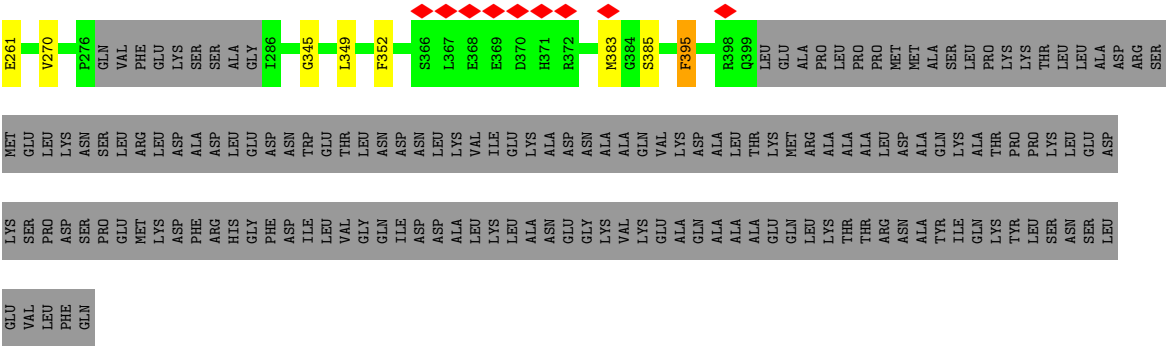 E261 V270 P276 GLN VAL PHE GLU LYS SER SER ALA GLY I286 G345 L349 F352 S366 L367 E368 E369 D370 H371 R372 M383 G384 S385 F395 R398 Q399 LEU GLU ALA PRO LEU PRO PRO MET MET ALA SER LEU PRO LYS LYS THR LEU LEU ALA ASP ARG SER
MET GLU LEU LYS ASN SER LEU ARG LEU ASP ALA ASP LEU GLU ASP ASN TRP GLU THR LEU ASN ASP ASN LEU LYS VAL ILE GLU LYS ALA ASP ASN ALA ALA GLN VAL LYS ASP ALA LEU THR LYS MET ARG ALA ALA ALA LEU ASP ALA GLN LYS ALA THR PRO PRO LYS LEU GLU ASP
LYS SER PRO ASP SER PRO GLU MET LYS ASP PHE ARG HIS GLY PHE ASP ILE LEU VAL GLY GLN ILE ASP ASP ALA LEU LYS LEU ALA ASN GLU GLY LYS VAL LYS GLU ALA GLN ALA ALA ALA GLU GLN LEU LYS THR THR ARG ASN ALA TYR ILE GLN LYS TYR LEU SER ASN SER LEU
GLU VAL LEU PHE GLN